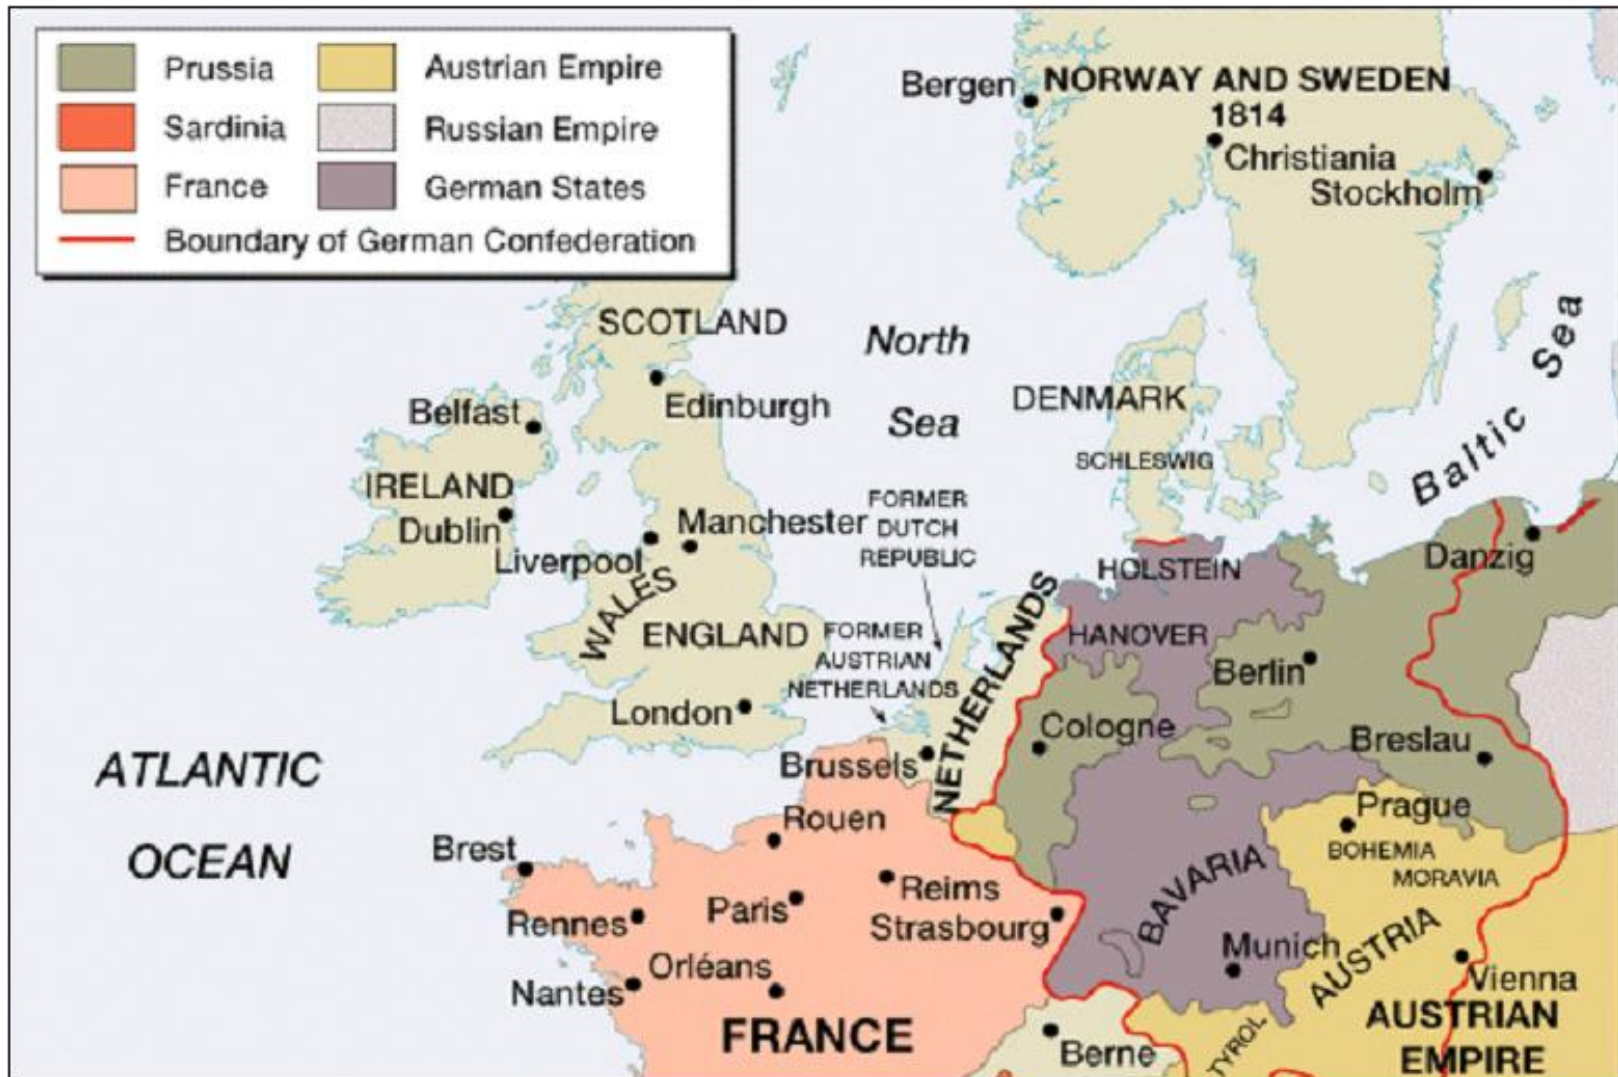 Prussia
Austrian Empire
Sardinia
Russian Empire
France
German States
Boundary of German Confederation
Bergen
NORWAY AND SWEDEN
1814
Christiania
Stockholm
SCOTLAND
North
Sea
Edinburgh
Belfast
DENMARK
SCHLESWIG
Baltic Sea
IRELAND
Dublin
Manchester
Liverpool
FORMER
DUTCH
REPUBLIC
WALES
ENGLAND
FORMER
AUSTRIAN
NETHERLANDS
NETHERLANDS
HOLSTEIN
HANOVER
Danzig
Berlin
London
Cologne
Breslau
Brussels
ATLANTIC
OCEAN
Rouen
Prague
BOHEMIA
MORAVIA
Brest
Reims
Paris
Strasbourg
Rennes
BAVARIA
Munich
AUSTRIA
Orléans
Nantes
Vienna
FRANCE
Berne
TYROL
AUSTRIAN
EMPIRE